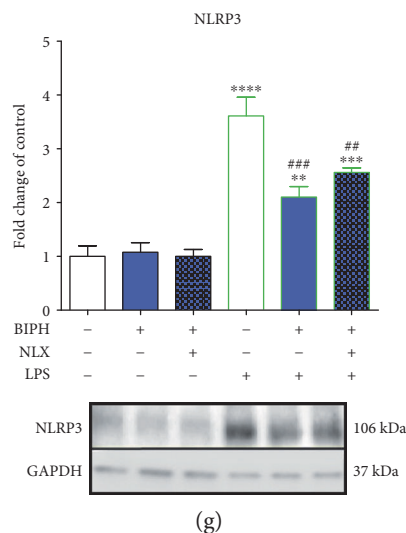 NLRP3
Fold change of control
5
4
3
2
1
0
****
###
**
##
***
BIPH – + + – + +
NLX – – + – – +
LPS – – – + + +
NLRP3 106 kDa
GAPDH 37 kDa
(g)